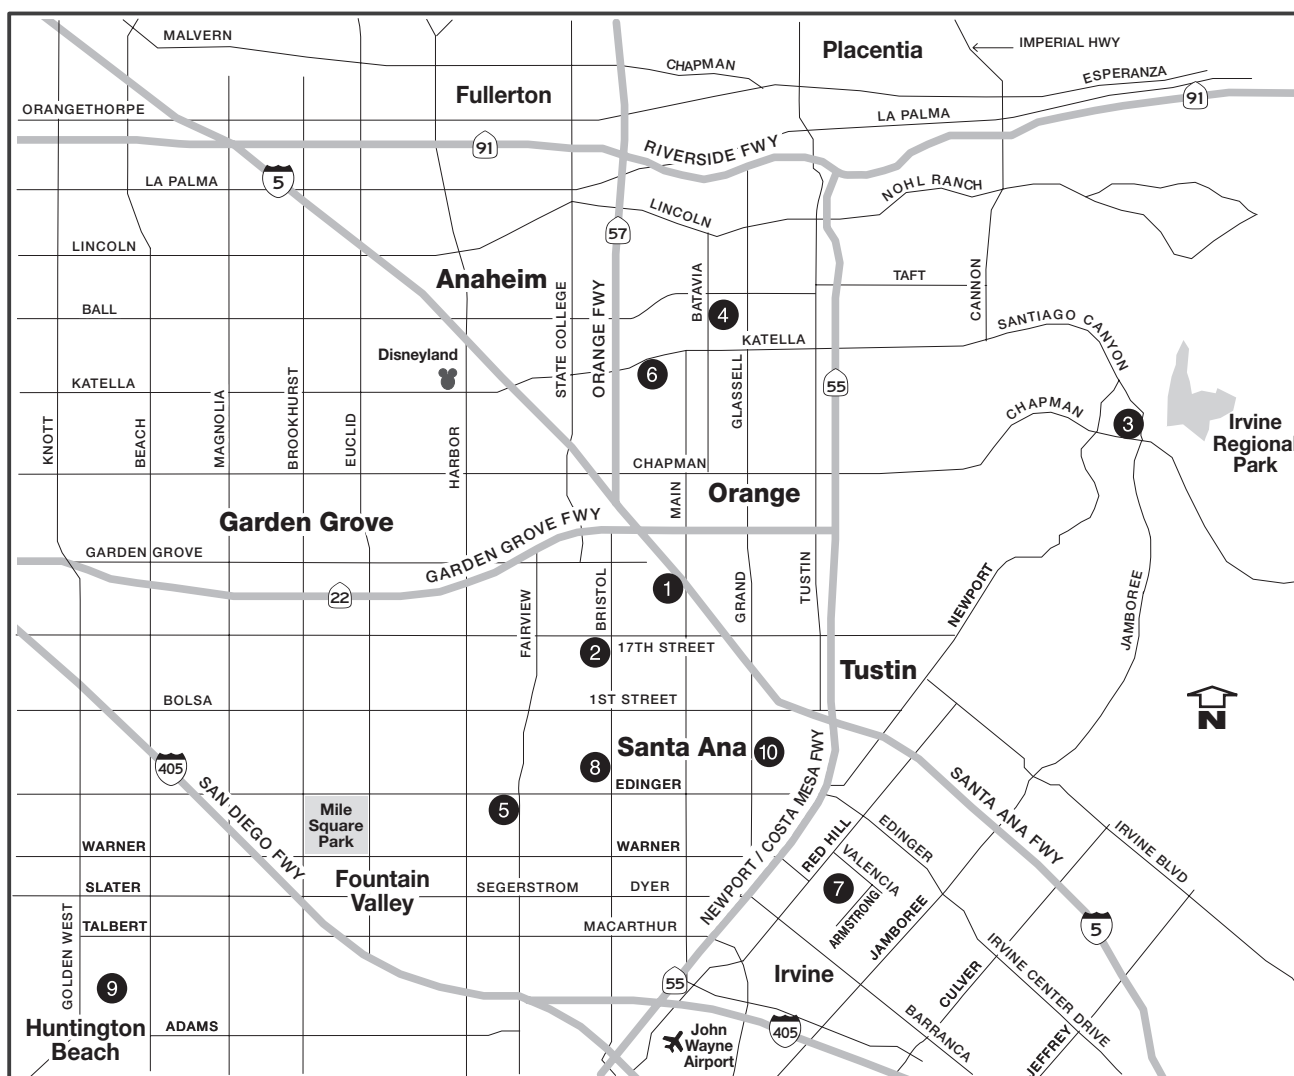 MALVERN
CHAPMAN
Placentia
IMPERIAL HWY
ESPERANZA
Fullerton
ORANGETHORPE
91
LA PALMA
91
RIVERSIDE FWY
5
LA PALMA
NOHL RANCH
LINCOLN
57
LINCOLN
Anaheim
TAFT
CANNON
BATAVIA
STATE COLLEGE
ORANGE FWY
BALL
4
SANTIAGO CANYON
KATELLA
Disneyland
6
GLASSELL
55
KATELLA
CHAPMAN
3
Irvine
Regional
Park
KNOTT
BEACH
MAGNOLIA
BROOKHURST
EUCLID
HARBOR
CHAPMAN
MAIN
Orange
Garden Grove
GARDEN GROVE FWY
GARDEN GROVE
22
1
FAIRVIEW
BRISTOL
GRAND
TUSTIN
NEWPORT
JAMBOREE
2
17TH STREET
Tustin
BOLSA
1ST STREET
N
Santa Ana
10
8
EDINGER
405
SAN DIEGO FWY
NEWPORT / COSTA MESA FWY
SANTA ANA FWY
5
Mile
Square
Park
RED HILL
EDINGER
IRVINE BLVD
WARNER
WARNER
VALENCIA
7
ARMSTRONG
JAMBOREE
SLATER
Fountain
Valley
SEGERSTROM
DYER
TALBERT
MACARTHUR
5
GOLDEN WEST
IRVINE CENTER DRIVE
Irvine
CULVER
55
9
Huntington
Beach
ADAMS
John
Wayne
Airport
405
BARRANCA
JEFFREY